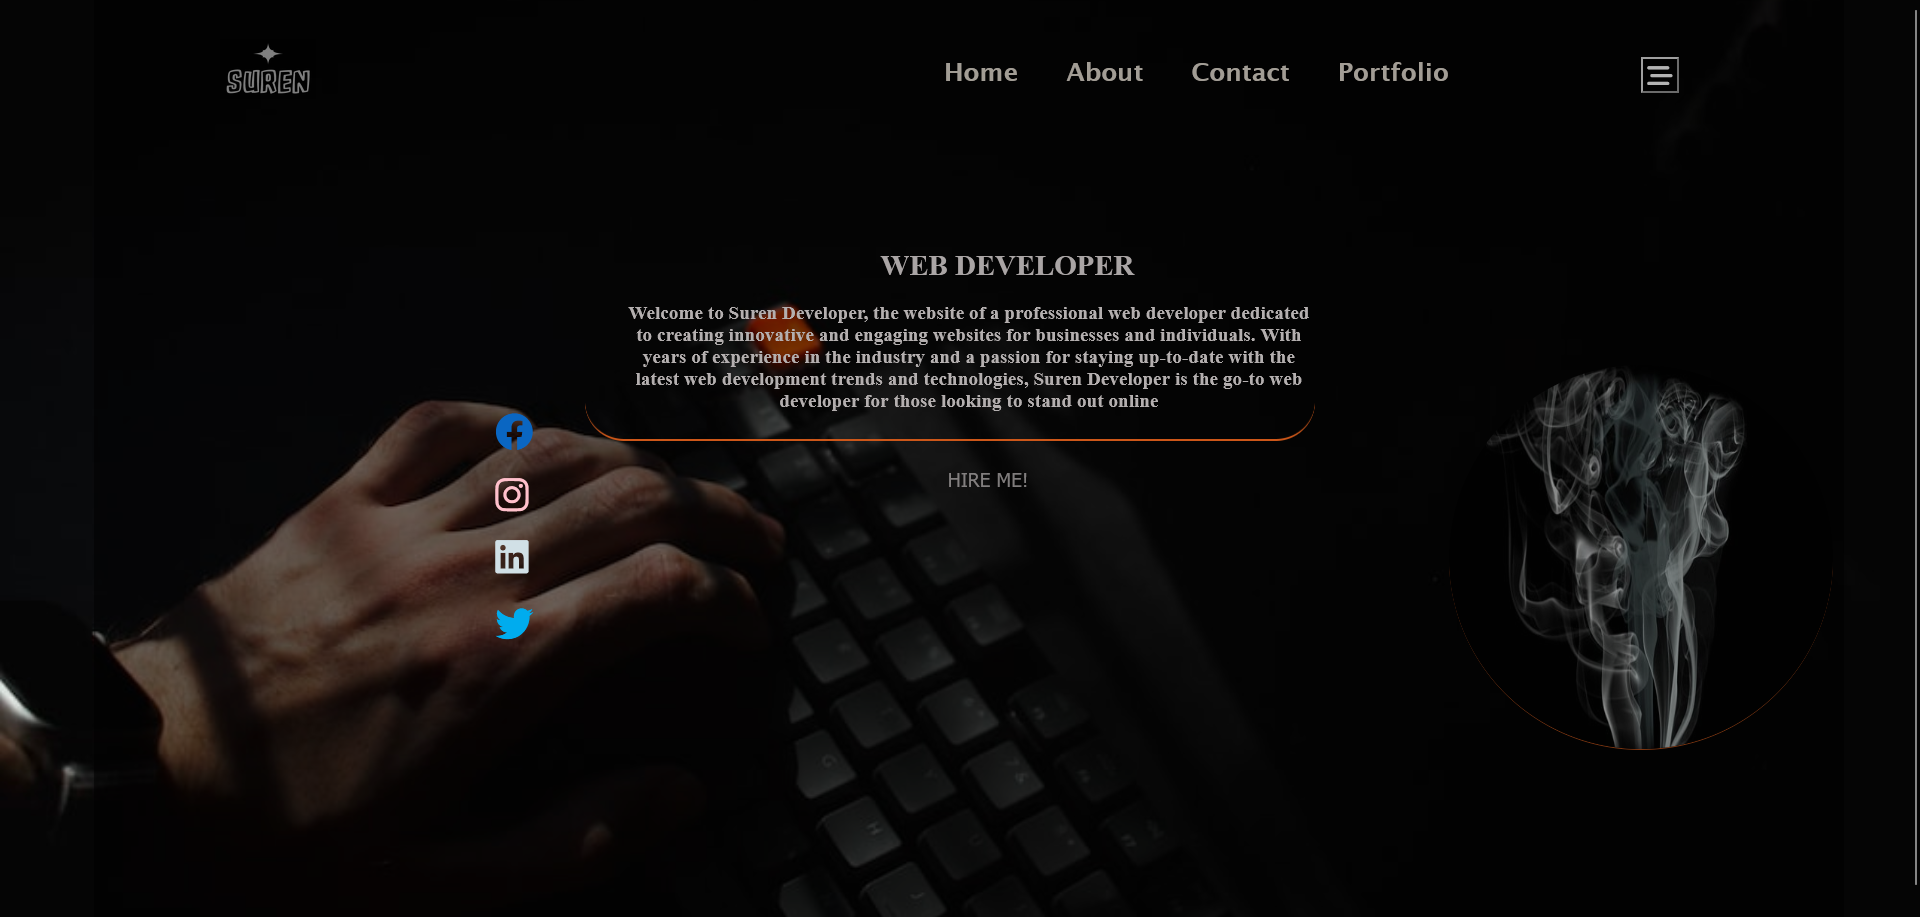 SUREN
Home About Contact Portfolio
WEB DEVELOPER
Welcome to Suren Developer, the website of a professional web developer dedicated
to creating innovative and engaging websites for businesses and individuals. With
years of experience in the industry and a passion for staying up-to-date with the
latest web development trends and technologies, Suren Developer is the go-to web
developer for those looking to stand out online
HIRE ME!
in
G
H